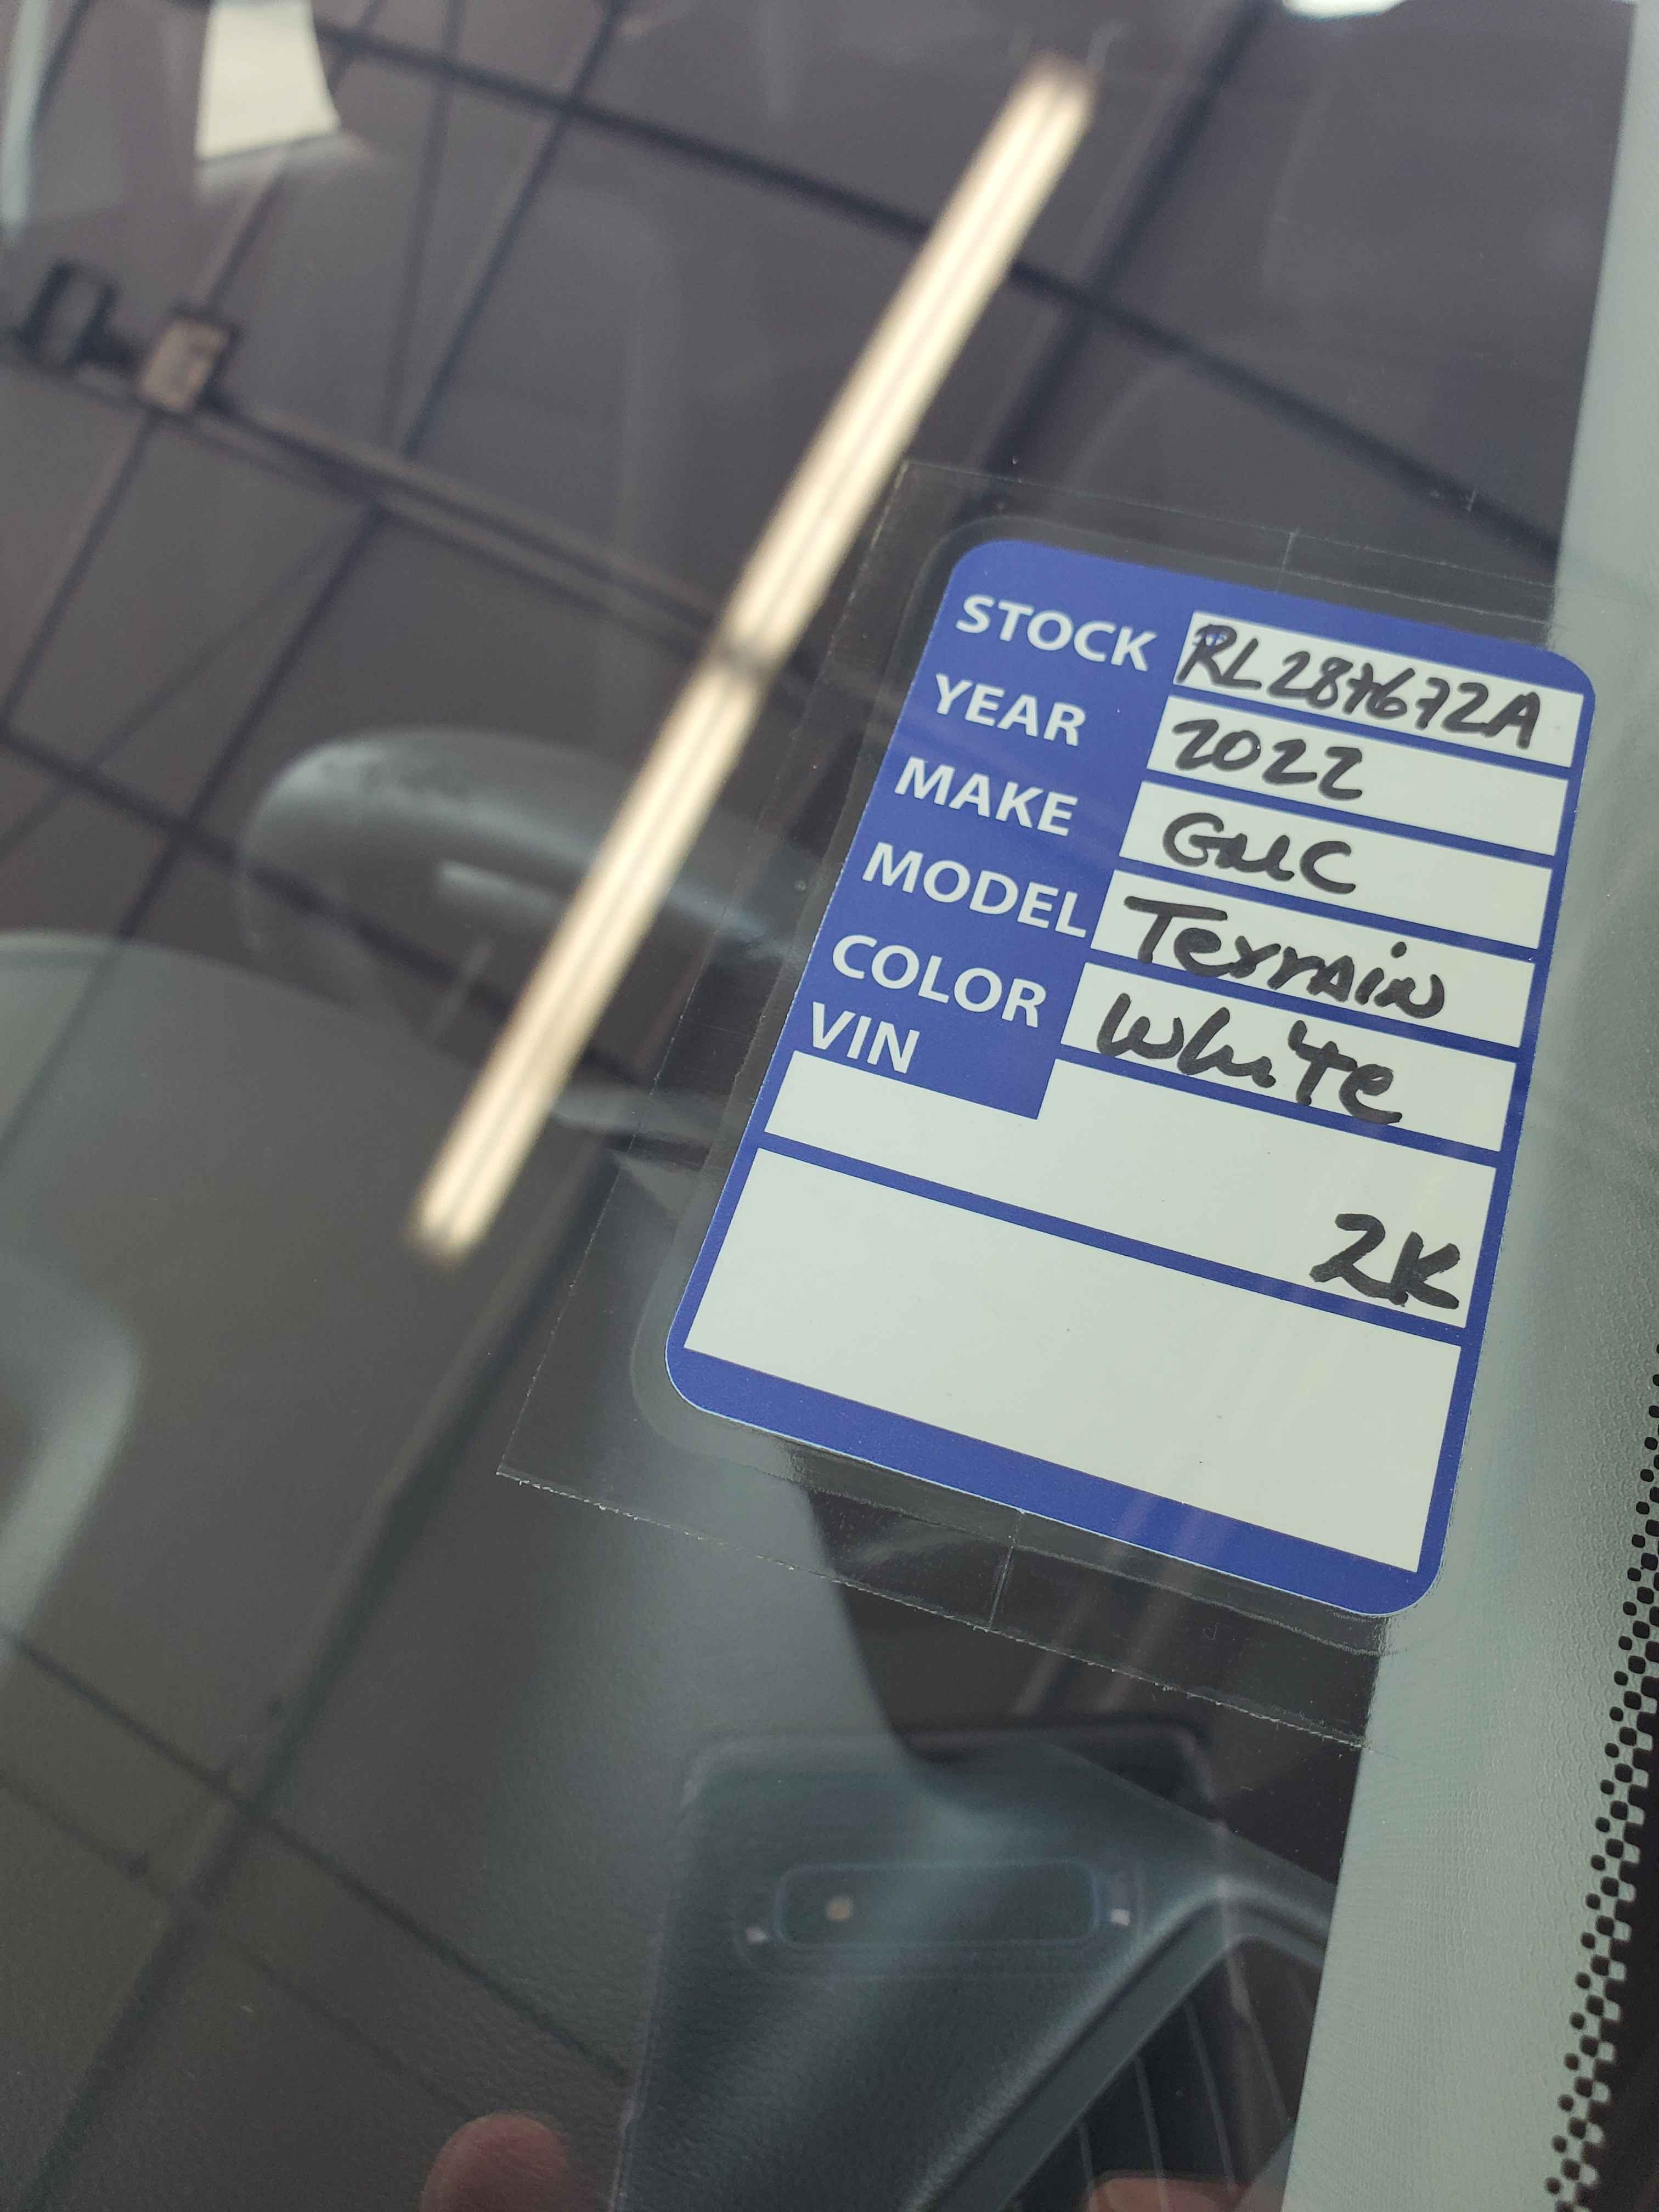 STOCK RL287672A
YEAR 2022
MAKE GMC
MODEL Terrain
COLOR White
VIN
2K